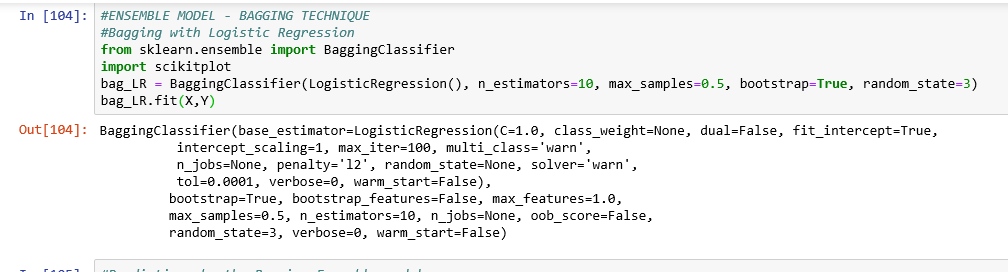 In [104]: #ENSEMBLE MODEL - BAGGING TECHNIQUE
#Bagging with Logistic Regression
from sklearn.ensemble import BaggingClassifier
import scikitplot
bag_LR = BaggingClassifier(LogisticRegression(), n_estimators=10, max_samples=0.5, bootstrap=True, random_state=3)
bag_LR.fit(X,Y)
Out[104]: BaggingClassifier(base_estimator=LogisticRegression(C=1.0, class_weight=None, dual=False, fit_intercept=True,
intercept_scaling=1, max_iter=100, multi_class='warn',
n_jobs=None, penalty='l2', random_state=None, solver='warn',
tol=0.0001, verbose=0, warm_start=False),
bootstrap=True, bootstrap_features=False, max_features=1.0,
max_samples=0.5, n_estimators=10, n_jobs=None, oob_score=False,
random_state=3, verbose=0, warm_start=False)